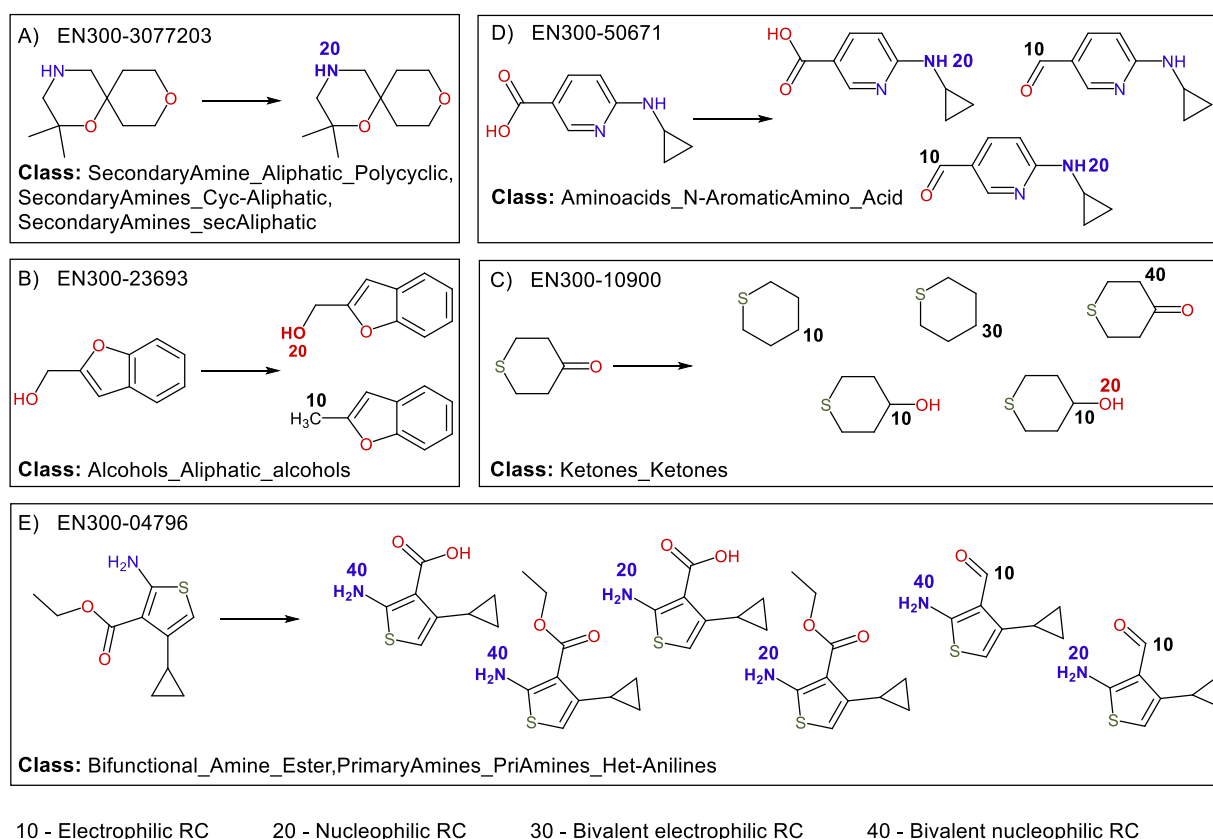 A) EN300-3077203
HN
O
O
20
HN
O
O
Class: SecondaryAmine_Aliphatic_Polycyclic,
SecondaryAmines_Cyc-Aliphatic,
SecondaryAmines_secAliphatic
D) EN300-50671
O
HO
N
NH
HO
O
N
NH 20
10
O
N
NH
10
O
N
NH 20
Class: Aminoacids_N-AromaticAmino_Acid
B) EN300-23693
O
HO
HO
20
O
10
H3C
O
Class: Alcohols_Aliphatic_alcohols
C) EN300-10900
S
O
S
10
S
30
40
S
O
S
10
OH
20
S
10
OH
Class: Ketones_Ketones
E) EN300-04796
H2N
S
O
O
40
H2N
O
OH
S
40
H2N
O
O
S
20
H2N
O
OH
S
20
H2N
O
O
S
40
H2N
O
10
S
20
H2N
O
10
S
Class: Bifunctional_Amine_Ester,PrimaryAmines_PriAmines_Het-Anilines
10 - Electrophilic RC 20 - Nucleophilic RC 30 - Bivalent electrophilic RC 40 - Bivalent nucleophilic RC